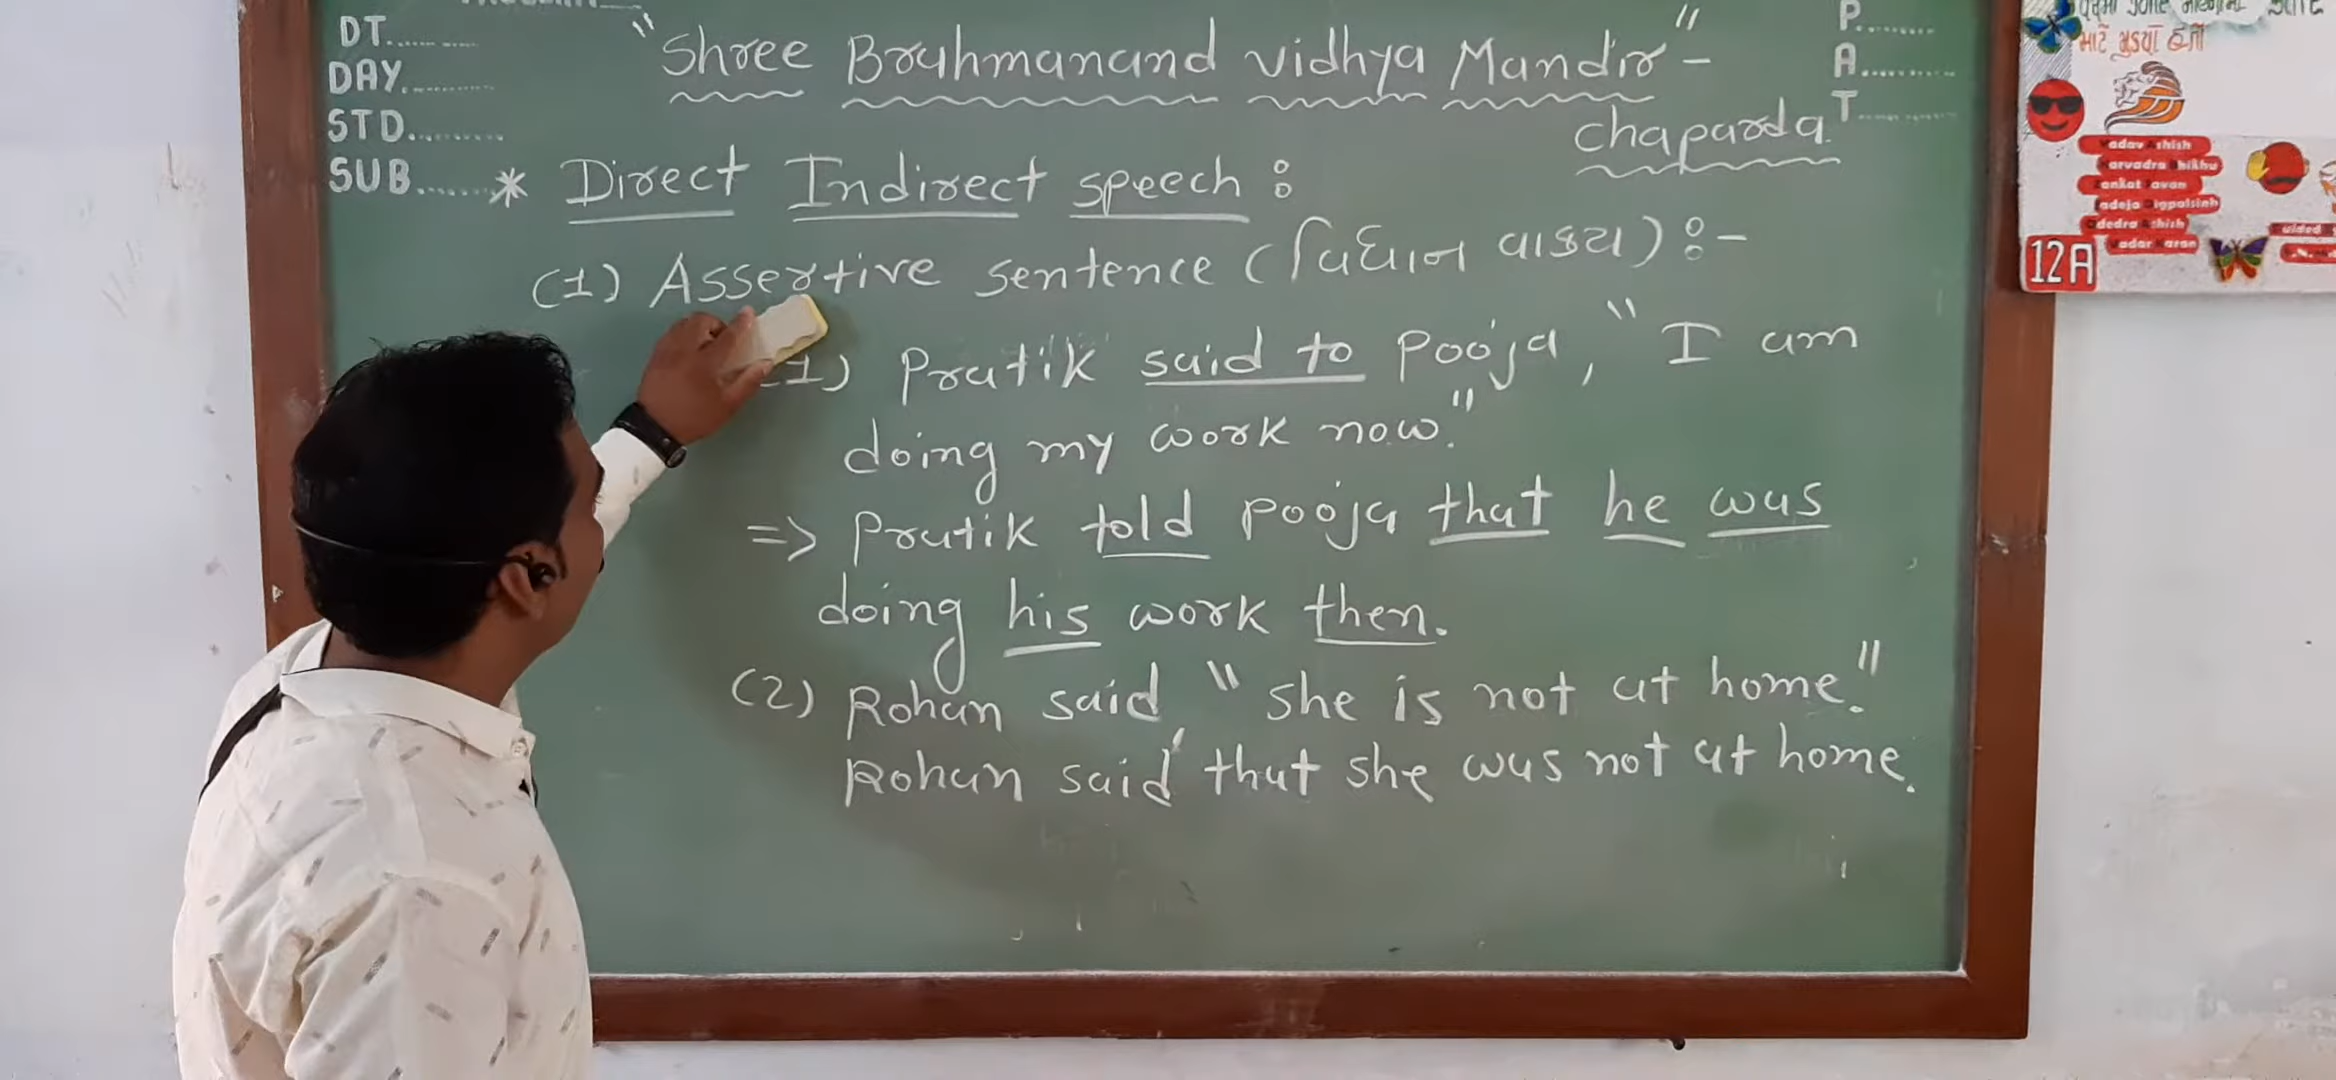 DT.........
DAY...........
STD...........
SUB......
P........
A...........
T............
"Shree Brahmanand vidhya Mandir" -
chaparda.
* Direct Indirect speech :
(1) Assertive sentence (વિધાન વાકય) :-
(1) Pratik said to Pooja, "I am
doing my work now."
=> Pratik told Pooja that he was
doing his work then.
(2) Rohan said, "she is not at home."
Rohan said that she was not at home.
માટે
12A